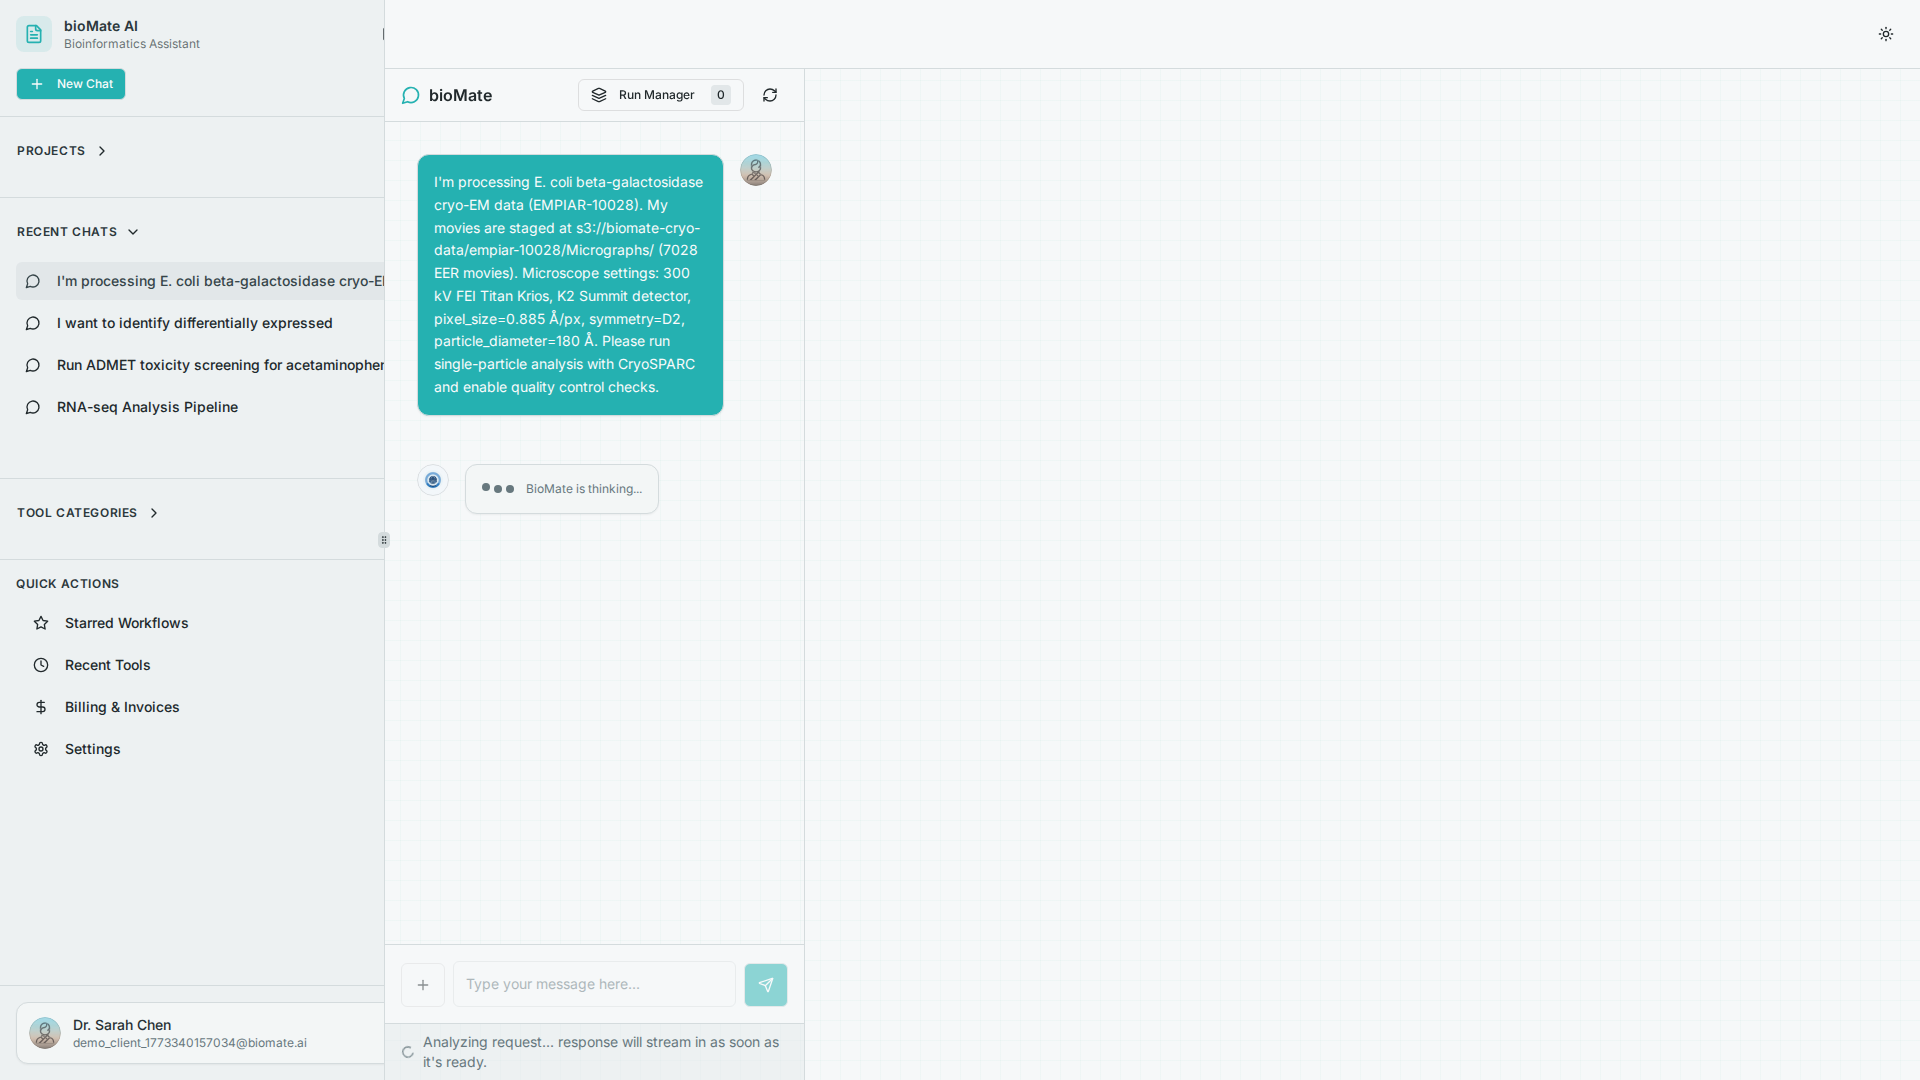 bioMate AI
Bioinformatics Assistant
New Chat
PROJECTS
RECENT CHATS
I'm processing E. coli beta-galactosidase cryo-E
I want to identify differentially expressed
Run ADMET toxicity screening for acetaminophen
RNA-seq Analysis Pipeline
TOOL CATEGORIES
QUICK ACTIONS
Starred Workflows
Recent Tools
Billing & Invoices
Settings
Dr. Sarah Chen
demo_client_1773340157034@biomate.ai
bioMate
Run Manager 0
I'm processing E. coli beta-galactosidase
cryo-EM data (EMPIAR-10028). My
movies are staged at s3://biomate-cryo-
data/empiar-10028/Micrographs/ (7028
EER movies). Microscope settings: 300
kV FEI Titan Krios, K2 Summit detector,
pixel_size=0.885 Å/px, symmetry=D2,
particle_diameter=180 Å. Please run
single-particle analysis with CryoSPARC
and enable quality control checks.
BioMate is thinking...
Type your message here...
Analyzing request... response will stream in as soon as
it's ready.